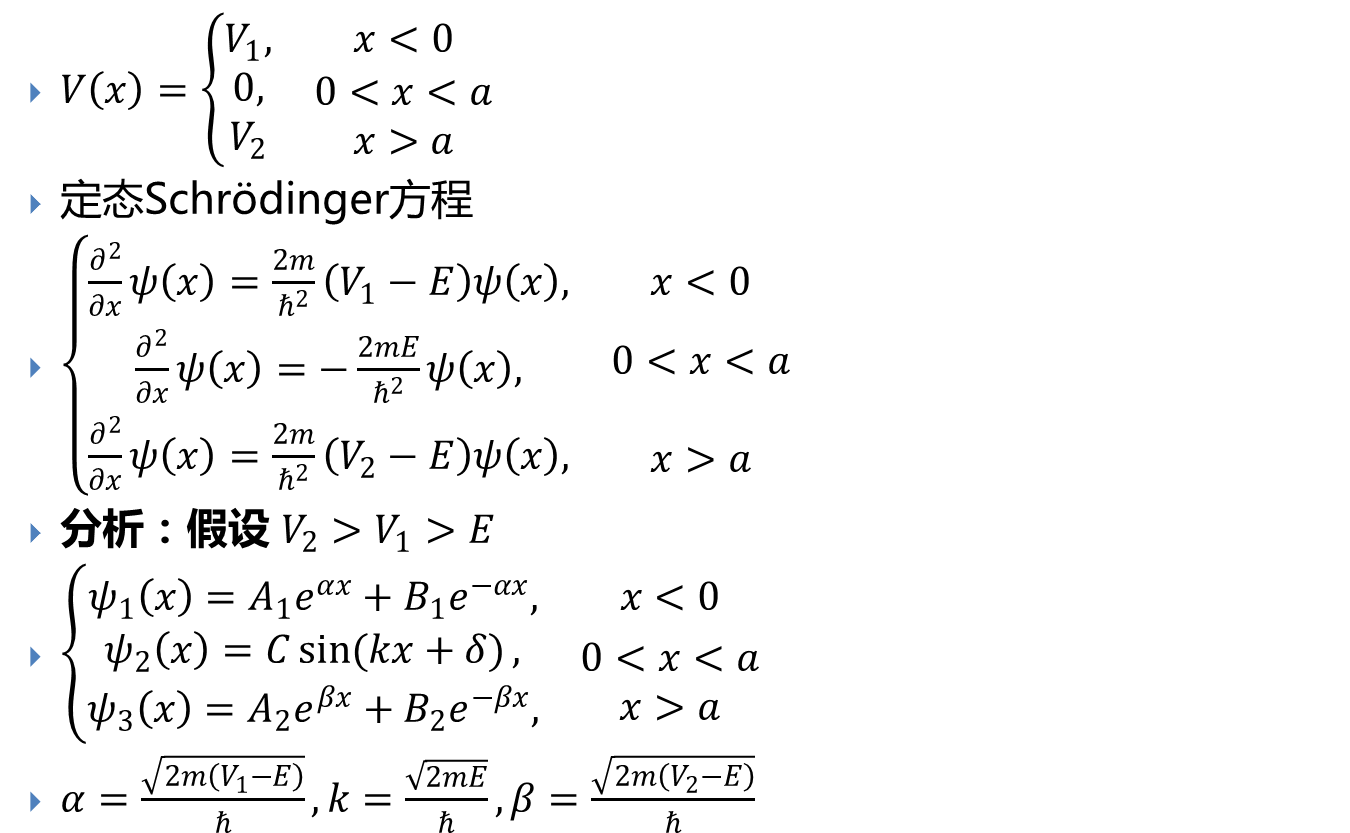 V(x) = { V₁, x < 0
0, 0 < x < a
V₂ x > a
定态Schrödinger方程
{ ∂²/∂x ψ(x) = 2m/ħ² (V₁ − E)ψ(x), x < 0
∂²/∂x ψ(x) = − 2mE/ħ² ψ(x), 0 < x < a
∂²/∂x ψ(x) = 2m/ħ² (V₂ − E)ψ(x), x > a
分析：假设 V₂ > V₁ > E
{ ψ₁(x) = A₁e^{αx} + B₁e^{−αx}, x < 0
ψ₂(x) = C sin(kx + δ), 0 < x < a
ψ₃(x) = A₂e^{βx} + B₂e^{−βx}, x > a
α = √(2m(V₁−E))/ħ, k = √(2mE)/ħ, β = √(2m(V₂−E))/ħ